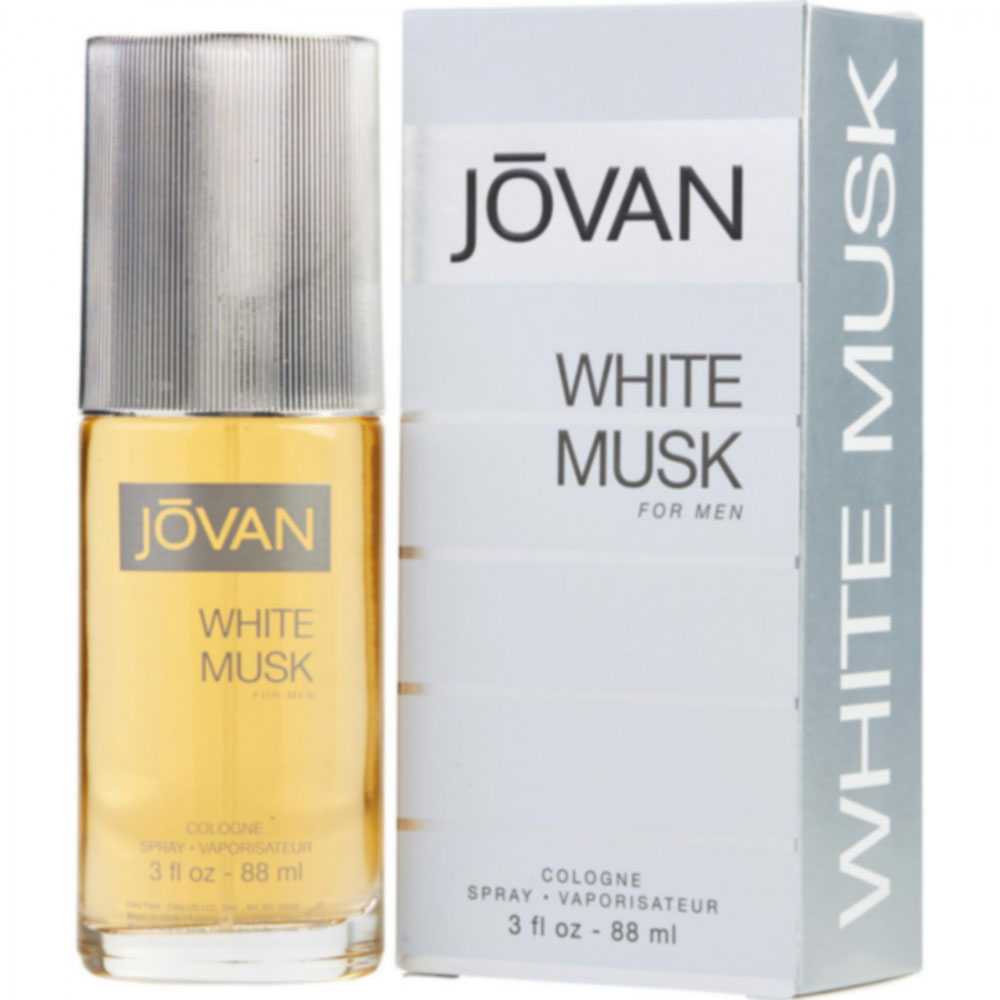 JŌVAN
WHITE
MUSK
FOR MEN
COLOGNE
SPRAY • VAPORISATEUR
3 fl oz - 88 ml
JŌVAN
WHITE
MUSK
FOR MEN
COLOGNE
SPRAY • VAPORISATEUR
3 fl oz - 88 ml
WHITE MUSK